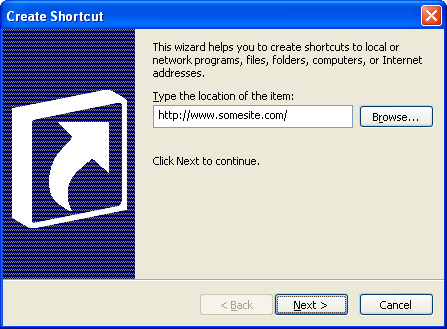 Create Shortcut
This wizard helps you to create shortcuts to local or
network programs, files, folders, computers, or Internet
addresses.
Type the location of the item:
http://www.somesite.com/
Browse...
Click Next to continue.
< Back
Next >
Cancel